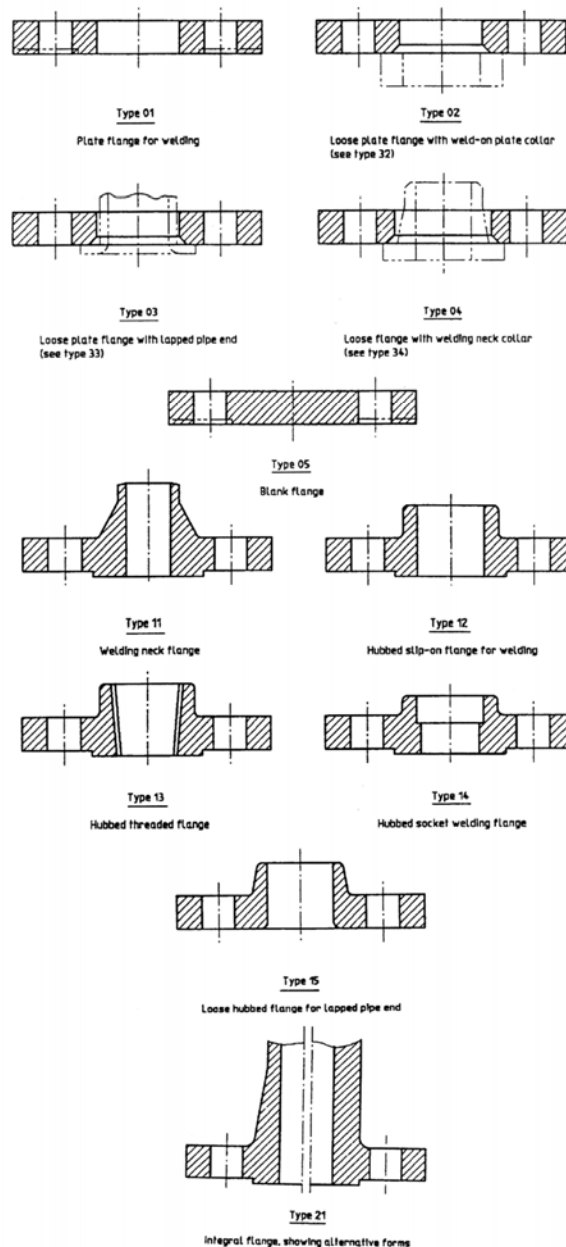 Type 01
Type 02
Plate flange for welding
Loose plate flange with weld-on plate collar
(see type 32)
Type 03
Type 04
Loose plate flange with lapped pipe end
(see type 33)
Loose flange with welding neck collar
(see type 34)
Type 05
Blank flange
Type 11
Type 12
Welding neck flange
Hubbed slip-on flange for welding
Type 13
Type 14
Hubbed threaded flange
Hubbed socket welding flange
Type 15
Loose hubbed flange for lapped pipe end
Type 21
Integral flange, showing alternative forms